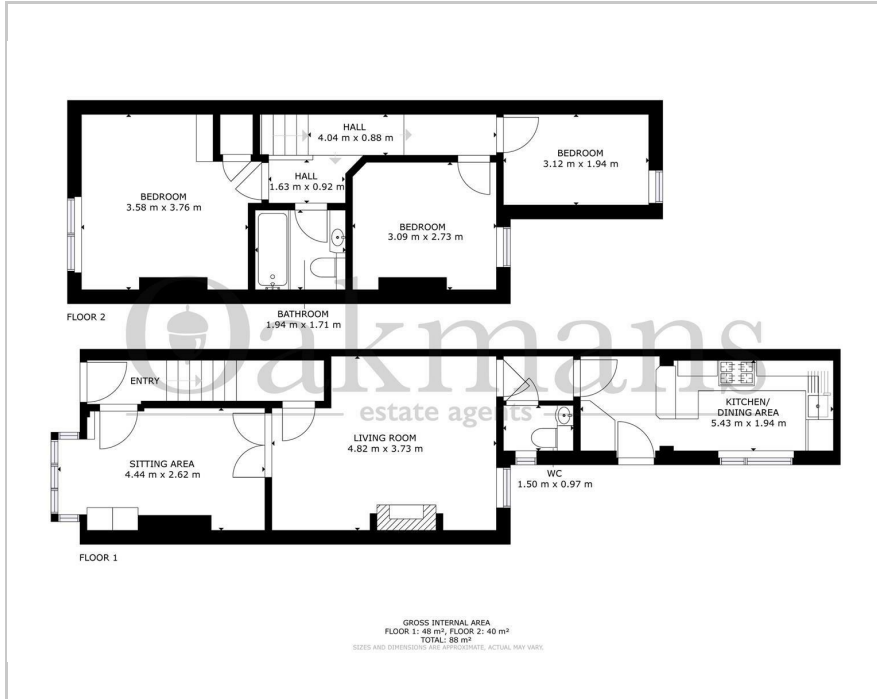 HALL
4.04 m x 0.88 m
BEDROOM
3.12 m x 1.94 m
HALL
1.63 m x 0.92 m
BEDROOM
3.58 m x 3.76 m
BEDROOM
3.09 m x 2.73 m
BATHROOM
1.94 m x 1.71 m
FLOOR 2
Oakmans
estate agents
ENTRY
KITCHEN/
DINING AREA
5.43 m x 1.94 m
LIVING ROOM
4.82 m x 3.73 m
SITTING AREA
4.44 m x 2.62 m
WC
1.50 m x 0.97 m
FLOOR 1
GROSS INTERNAL AREA
FLOOR 1: 48 m², FLOOR 2: 40 m²
TOTAL: 88 m²
SIZES AND DIMENSIONS ARE APPROXIMATE, ACTUAL MAY VARY.